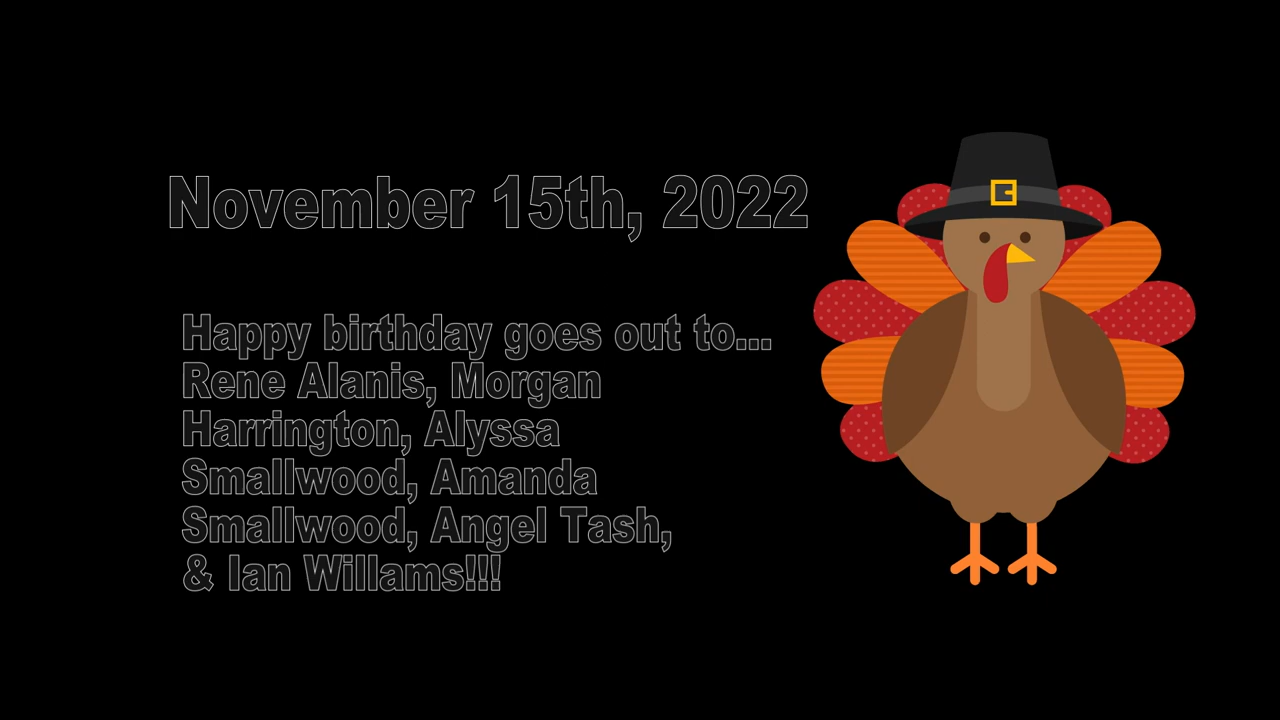 November 15th, 2022
Happy birthday goes out to...
Rene Alanis, Morgan
Harrington, Alyssa
Smallwood, Amanda
Smallwood, Angel Tash,
& Ian Willams!!!